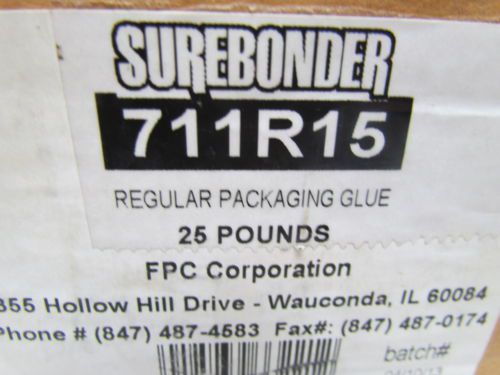 SUREBONDER
711R15
REGULAR PACKAGING GLUE
25 POUNDS
FPC Corporation
355 Hollow Hill Drive - Wauconda, IL 60084
Phone # (847) 487-4583 Fax#: (847) 487-0174
batch#